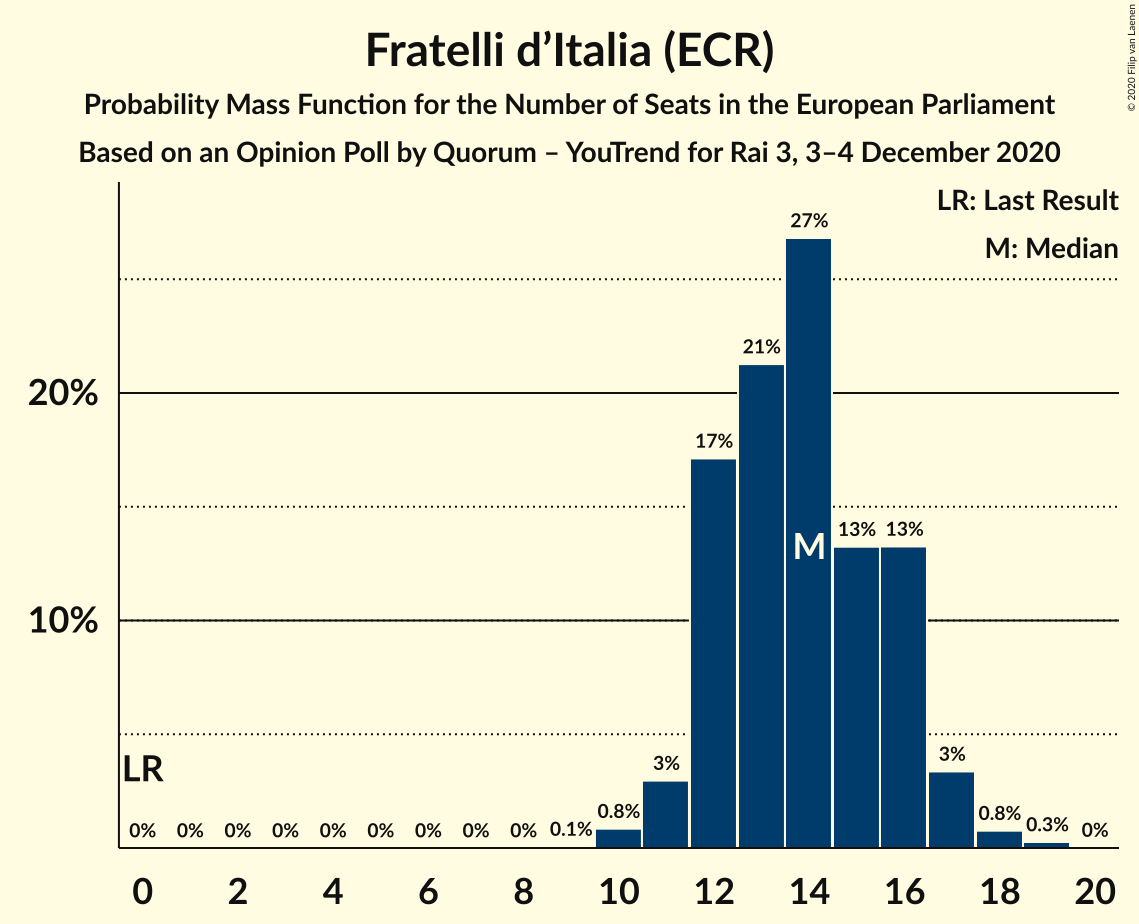 Fratelli d’Italia (ECR)
Probability Mass Function for the Number of Seats in the European Parliament
Based on an Opinion Poll by Quorum – YouTrend for Rai 3, 3–4 December 2020
© 2020 Filip van Laenen
LR: Last Result
M: Median
27%
21%
20%
17%
13% 13%
M
10%
3%
3%
LR
0.8%
0.8%
0.3%
0% 0% 0% 0% 0% 0% 0% 0% 0% 0.1%
0%
0 2 4 6 8 10 12 14 16 18 20